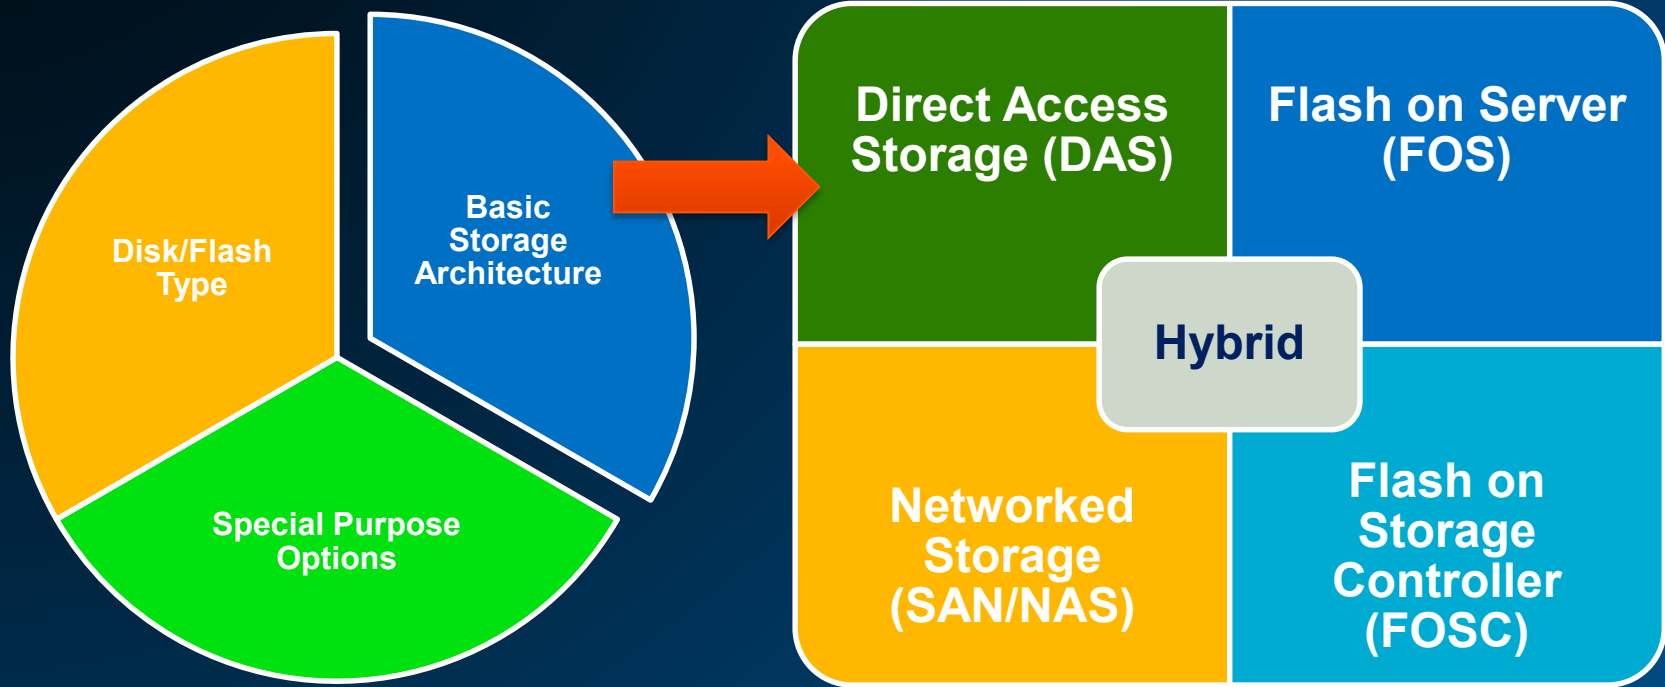 Disk/Flash
Type
Basic
Storage
Architecture
Special Purpose
Options
Direct Access
Storage (DAS)
Flash on Server
(FOS)
Hybrid
Networked
Storage
(SAN/NAS)
Flash on
Storage
Controller
(FOSC)